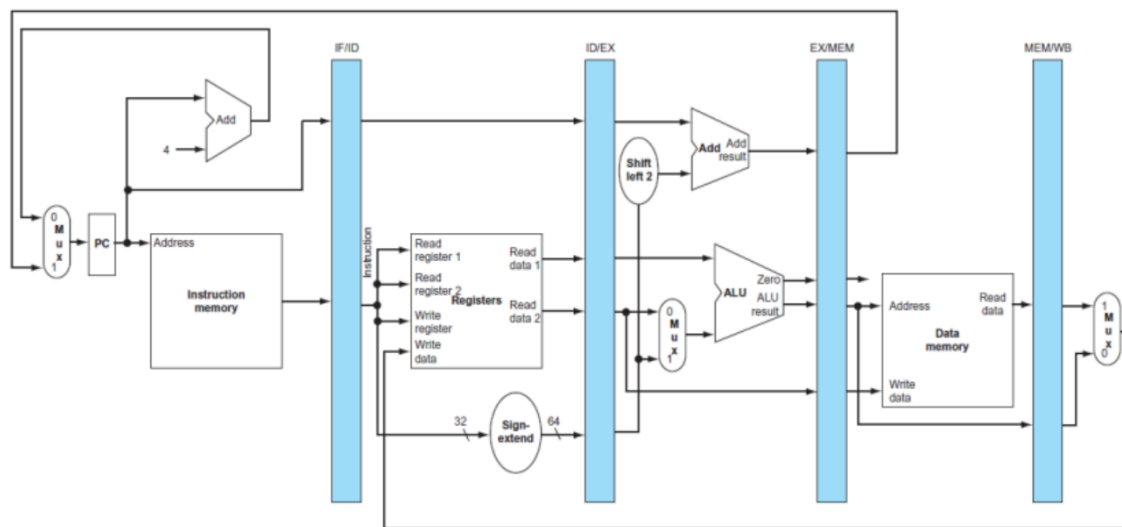 IF/ID
ID/EX
EX/MEM
MEM/WB
Add
4
Shift
left 2
Add
Add
result
0
M
u
x
1
PC
Address
Instruction
memory
Instruction
Read
register 1
Read
register 2
Write
register
Write
data
Registers
Read
data 1
Read
data 2
0
M
u
x
1
ALU
Zero
ALU
result
Address
Write
data
Data
memory
Read
data
1
M
u
x
0
32
Sign-
extend
64